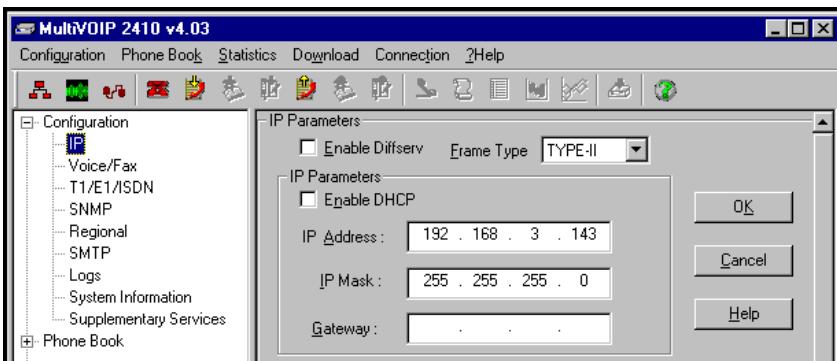 MultiVOIP 2410 v4.03
Configuration Phone Book Statistics Download Connection ?Help
Configuration
IP
Voice/Fax
T1/E1/ISDN
SNMP
Regional
SMTP
Logs
System Information
Supplementary Services
Phone Book
IP Parameters
Enable Diffserv Frame Type TYPE-II
IP Parameters
Enable DHCP
IP Address : 192 . 168 . 3 . 143
IP Mask : 255 . 255 . 255 . 0
Gateway : . . .
OK
Cancel
Help